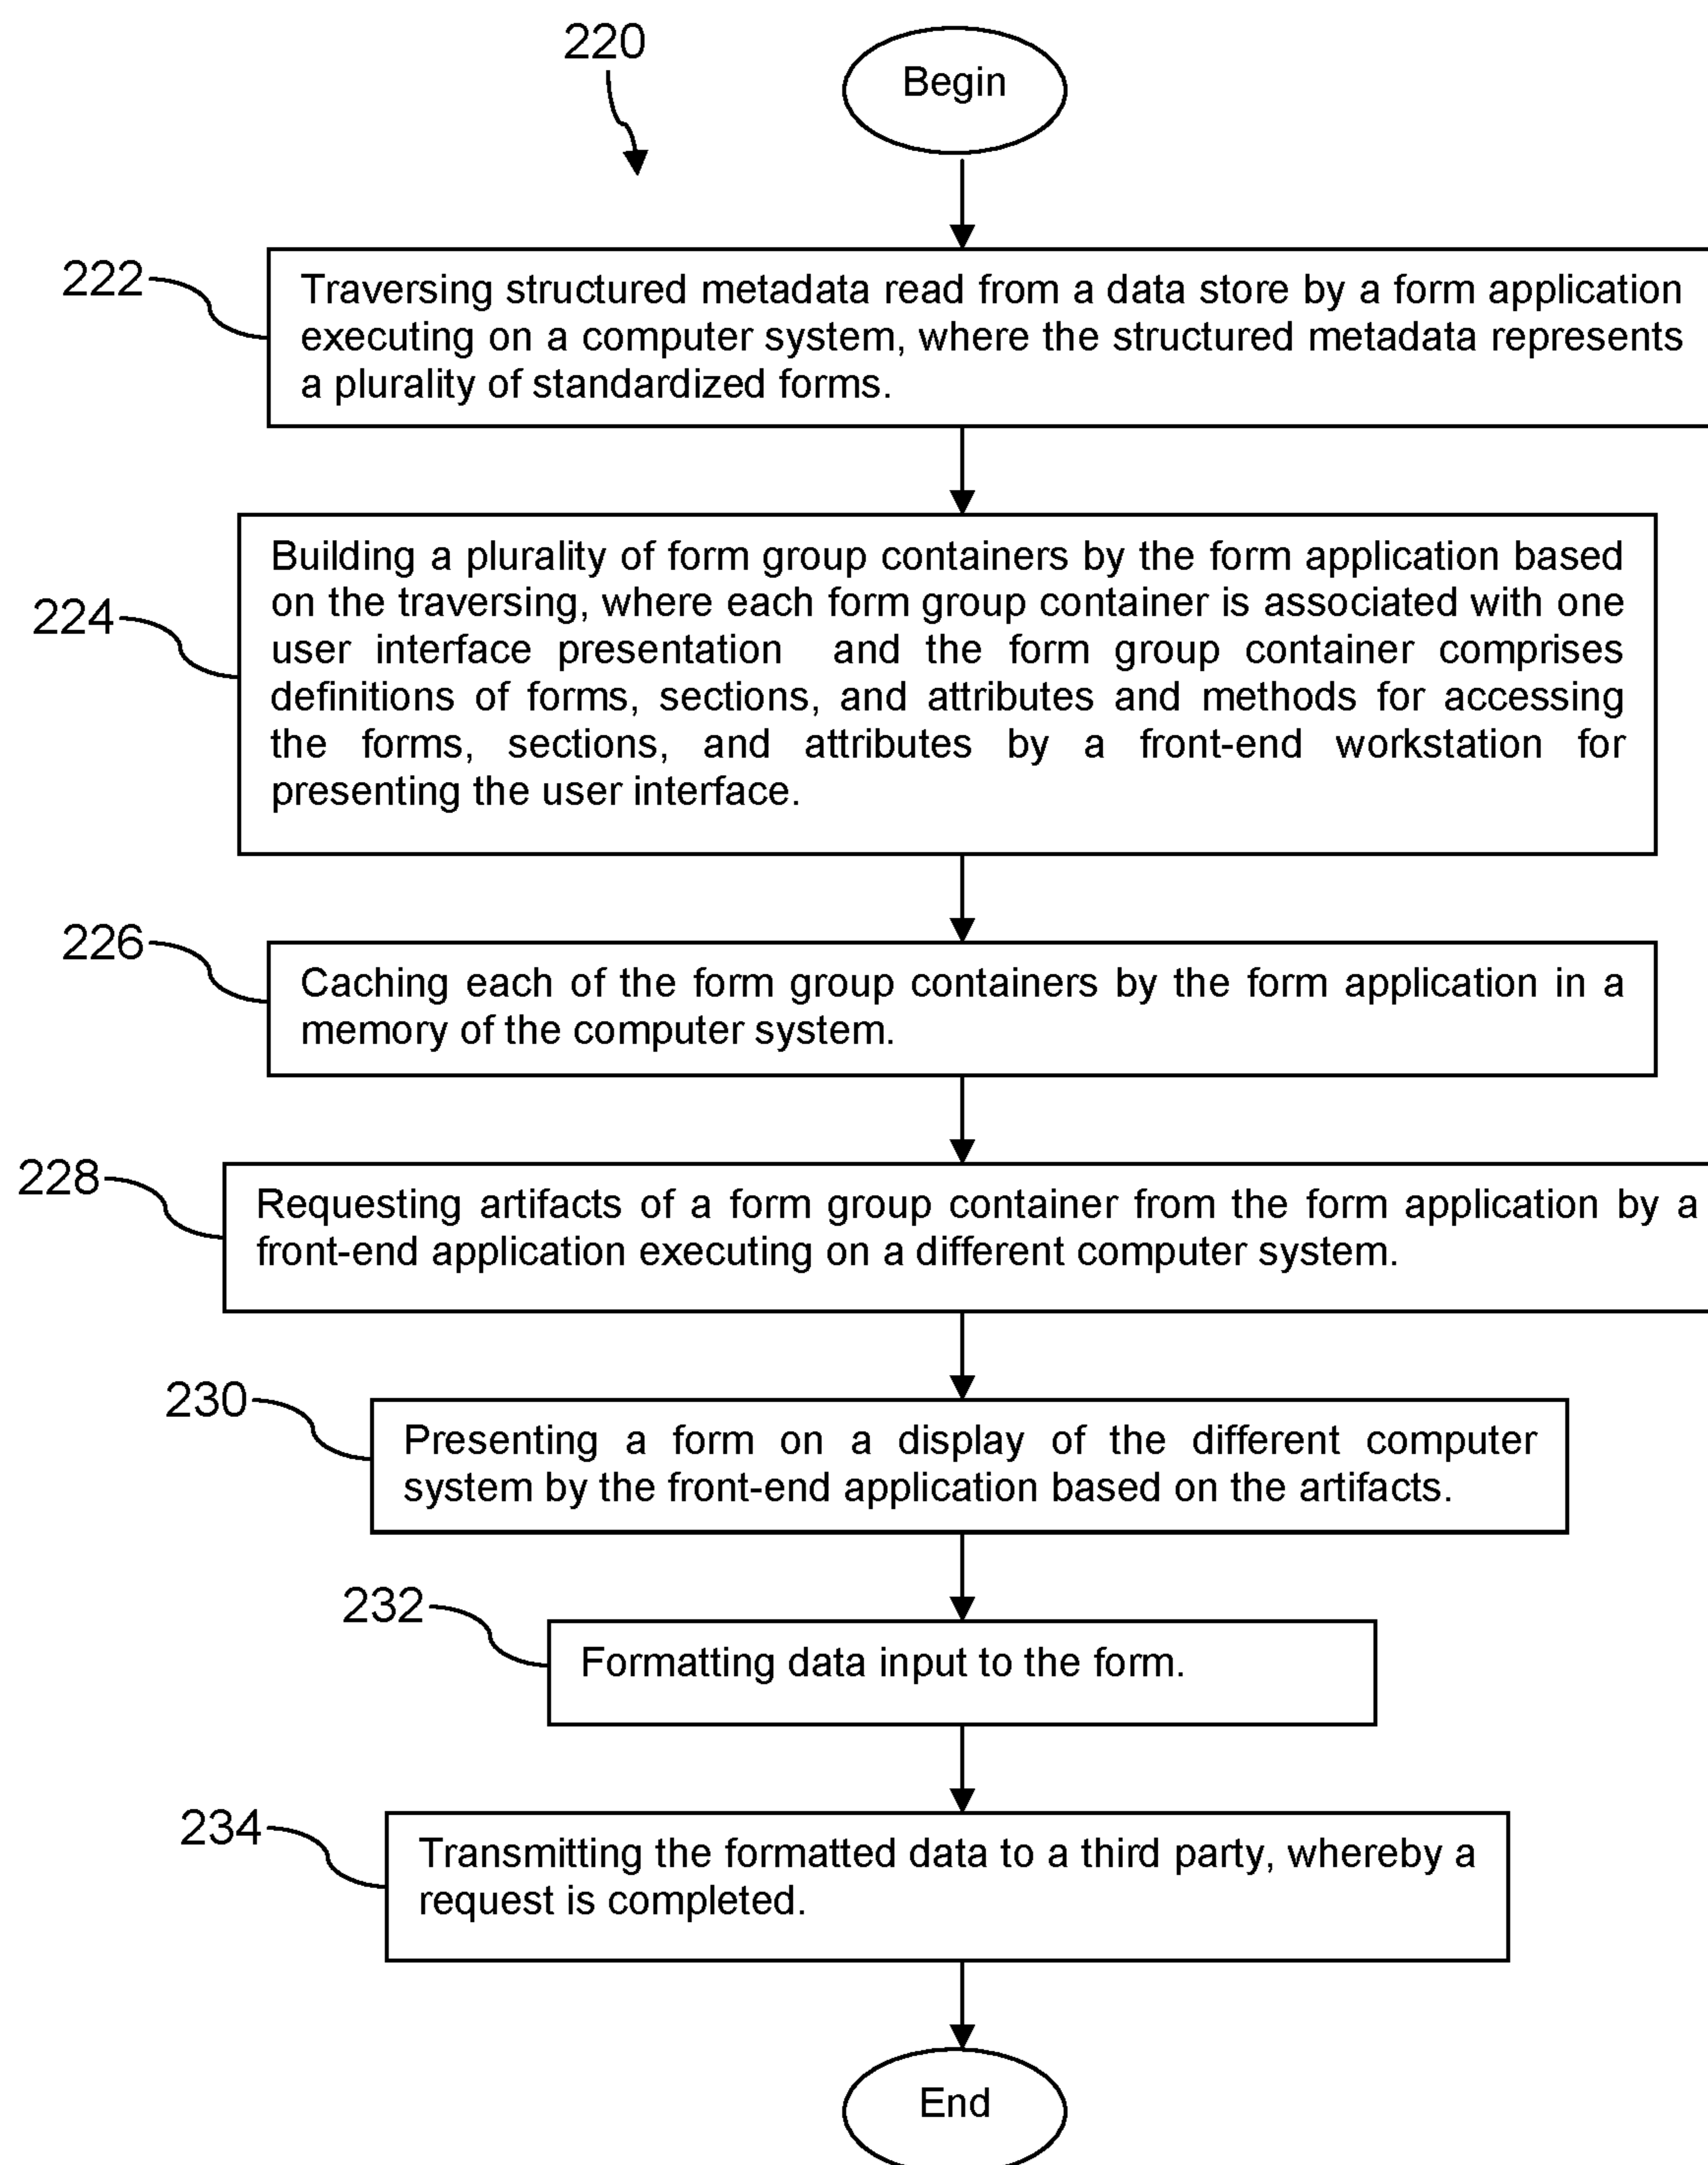 220
Begin
222
Traversing structured metadata read from a data store by a form application
executing on a computer system, where the structured metadata represents
a plurality of standardized forms.
224
Building a plurality of form group containers by the form application based
on the traversing, where each form group container is associated with one
user interface presentation and the form group container comprises
definitions of forms, sections, and attributes and methods for accessing
the forms, sections, and attributes by a front-end workstation for
presenting the user interface.
226
Caching each of the form group containers by the form application in a
memory of the computer system.
228
Requesting artifacts of a form group container from the form application by a
front-end application executing on a different computer system.
230
Presenting a form on a display of the different computer
system by the front-end application based on the artifacts.
232
Formatting data input to the form.
234
Transmitting the formatted data to a third party, whereby a
request is completed.
End